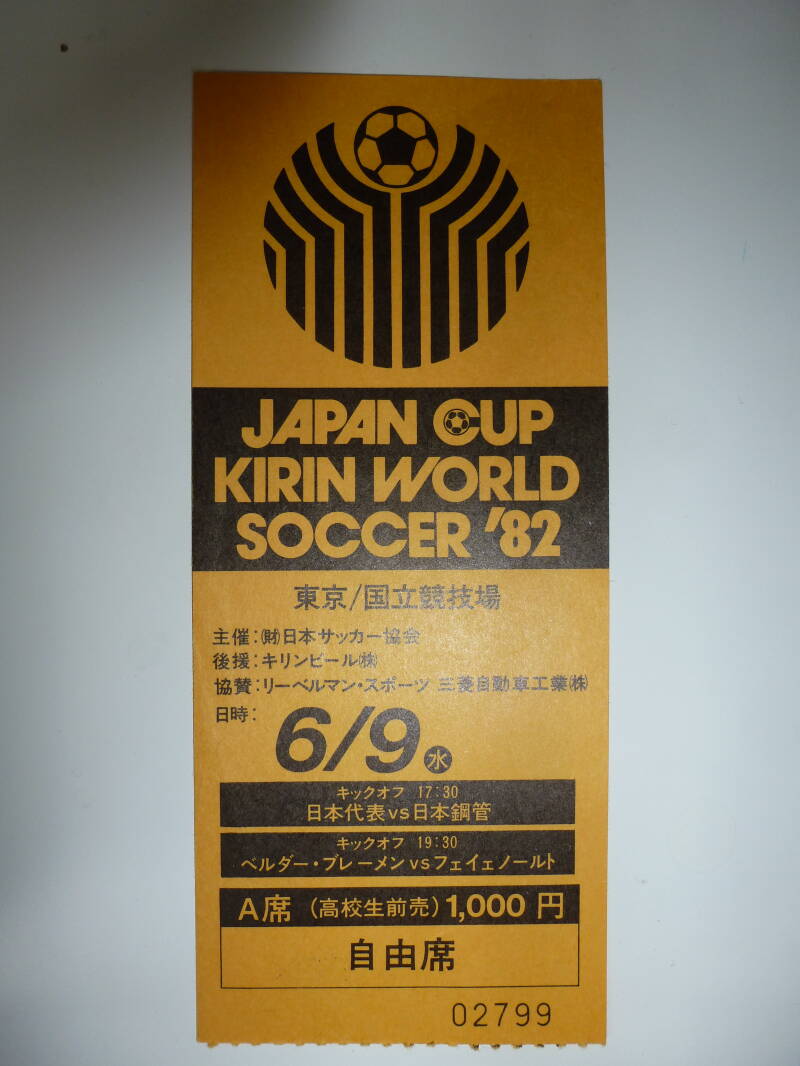 JAPAN CUP
KIRIN WORLD
SOCCER '82
東京/国立競技場
主催:㈶日本サッカー協会
後援:キリンビール㈱
協賛:リーベルマン・スポーツ 三菱自動車工業㈱
日時: 6/9㊌
キックオフ 17:30
日本代表vs日本鋼管
キックオフ 19:30
ベルダー・ブレーメンvsフェイェノールト
A席(高校生前売)1,000円
自由席
02799